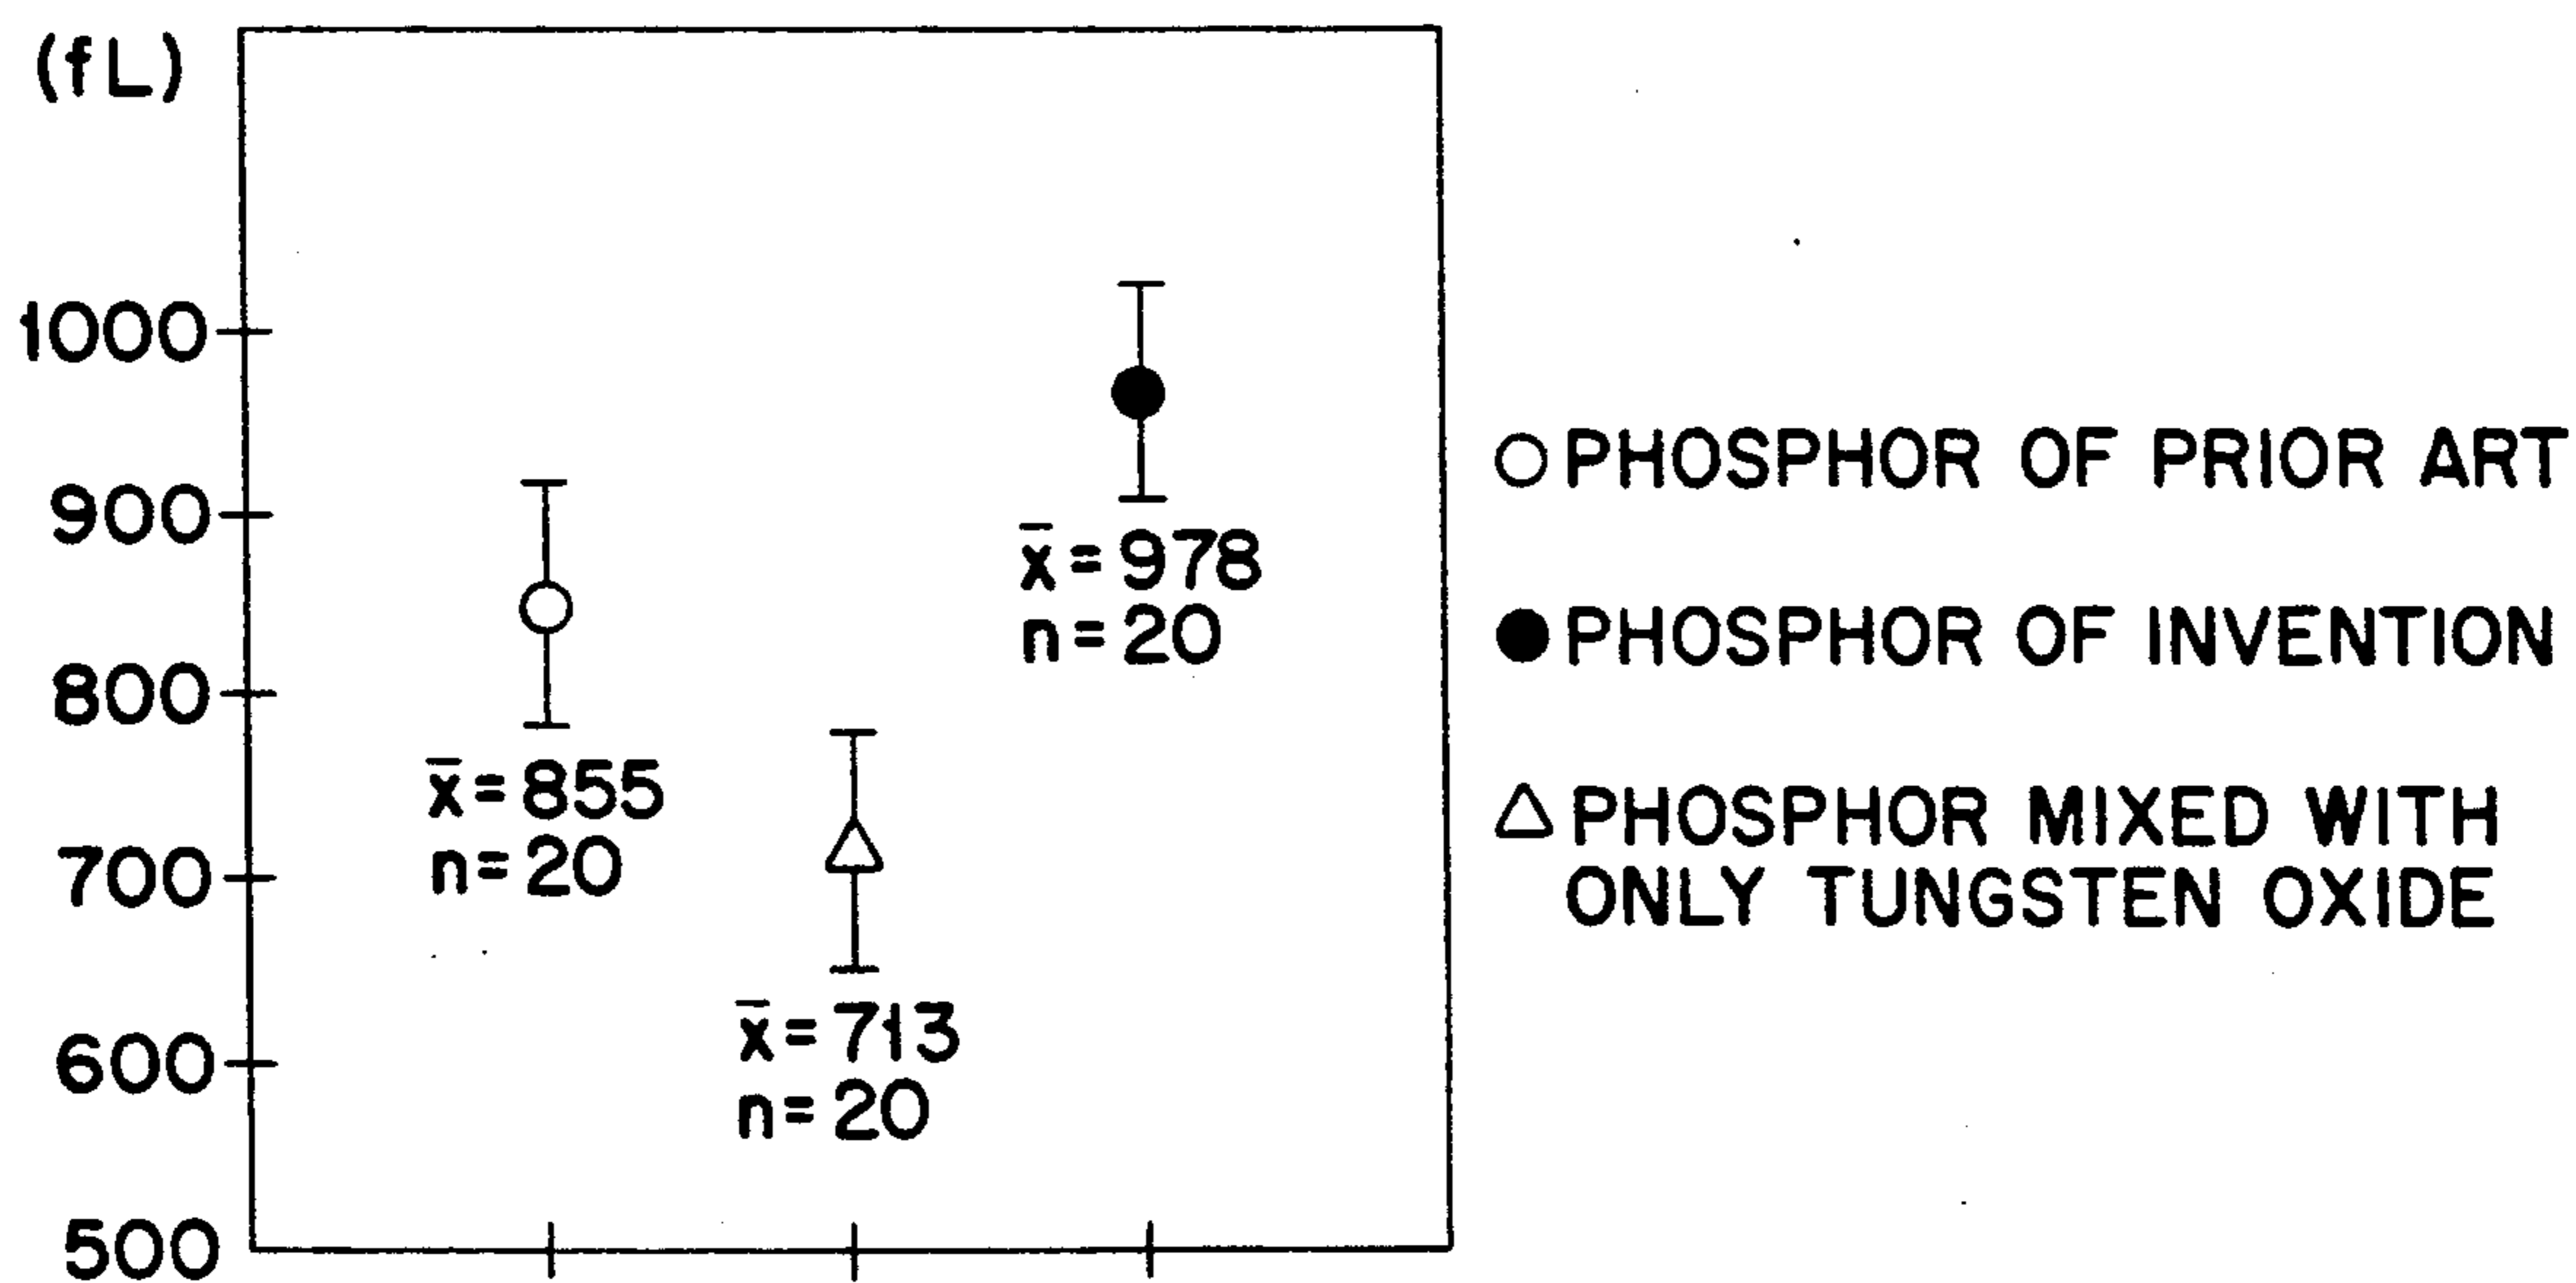 (fL)
1000
900
800
700
600
500
x̄=855
n=20
x̄=713
n=20
x̄=978
n=20
PHOSPHOR OF PRIOR ART
PHOSPHOR OF INVENTION
PHOSPHOR MIXED WITH
ONLY TUNGSTEN OXIDE